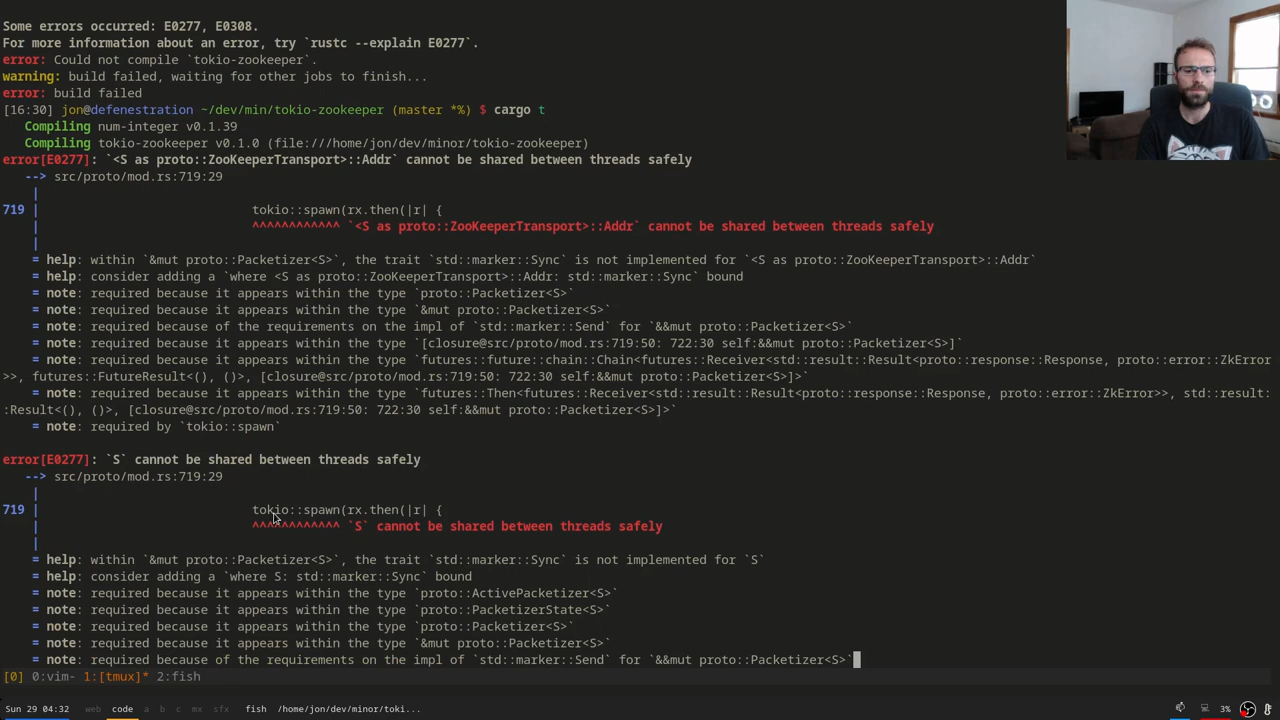 Some errors occurred: E0277, E0308.
For more information about an error, try `rustc --explain E0277`.
error: Could not compile `tokio-zookeeper`.
warning: build failed, waiting for other jobs to finish...
error: build failed
[16:30] jon@defenestration ~/dev/min/tokio-zookeeper (master *%) $ cargo t
Compiling num-integer v0.1.39
Compiling tokio-zookeeper v0.1.0 (file:///home/jon/dev/minor/tokio-zookeeper)
error[E0277]: `<S as proto::ZooKeeperTransport>::Addr` cannot be shared between threads safely
--> src/proto/mod.rs:719:29
|
719 | tokio::spawn(rx.then(|r| {
| ^^^^^^^^^^^^ `<S as proto::ZooKeeperTransport>::Addr` cannot be shared between threads safely
|
= help: within `&mut proto::Packetizer<S>`, the trait `std::marker::Sync` is not implemented for `<S as proto::ZooKeeperTransport>::Addr`
= help: consider adding a `where <S as proto::ZooKeeperTransport>::Addr: std::marker::Sync` bound
= note: required because it appears within the type `proto::Packetizer<S>`
= note: required because it appears within the type `&mut proto::Packetizer<S>`
= note: required because of the requirements on the impl of `std::marker::Send` for `&&mut proto::Packetizer<S>`
= note: required because it appears within the type `[closure@src/proto/mod.rs:719:50: 722:30 self:&&mut proto::Packetizer<S>]`
= note: required because it appears within the type `futures::future::chain::Chain<futures::Receiver<std::result::Result<proto::response::Response, proto::error::ZkError
>>, futures::FutureResult<(), ()>, [closure@src/proto/mod.rs:719:50: 722:30 self:&&mut proto::Packetizer<S>]>`
= note: required because it appears within the type `futures::Then<futures::Receiver<std::result::Result<proto::response::Response, proto::error::ZkError>>, std::result:
:Result<(), ()>, [closure@src/proto/mod.rs:719:50: 722:30 self:&&mut proto::Packetizer<S>]>`
= note: required by `tokio::spawn`
error[E0277]: `S` cannot be shared between threads safely
--> src/proto/mod.rs:719:29
|
719 | tokio::spawn(rx.then(|r| {
| ^^^^^^^^^^^^ `S` cannot be shared between threads safely
|
= help: within `&mut proto::Packetizer<S>`, the trait `std::marker::Sync` is not implemented for `S`
= help: consider adding a `where S: std::marker::Sync` bound
= note: required because it appears within the type `proto::ActivePacketizer<S>`
= note: required because it appears within the type `proto::PacketizerState<S>`
= note: required because it appears within the type `proto::Packetizer<S>`
= note: required because it appears within the type `&mut proto::Packetizer<S>`
= note: required because of the requirements on the impl of `std::marker::Send` for `&&mut proto::Packetizer<S>`
[0] 0:vim- 1:[tmux]* 2:fish
Sun 29 04:32 web code a b c mx sfx fish /home/jon/dev/minor/toki... 3%